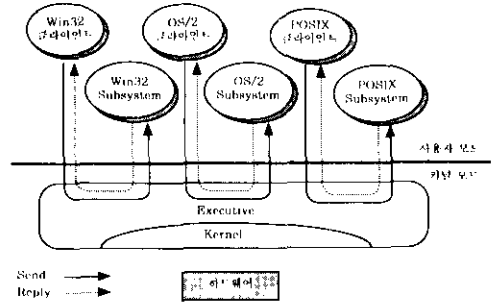 Win32
클라이언트
OS/2
클라이언트
POSIX
클라이언트
Win32
Subsystem
OS/2
Subsystem
POSIX
Subsystem
사용자 모드
커널 모드
Executive
Kernel
Send
Reply
하드웨어